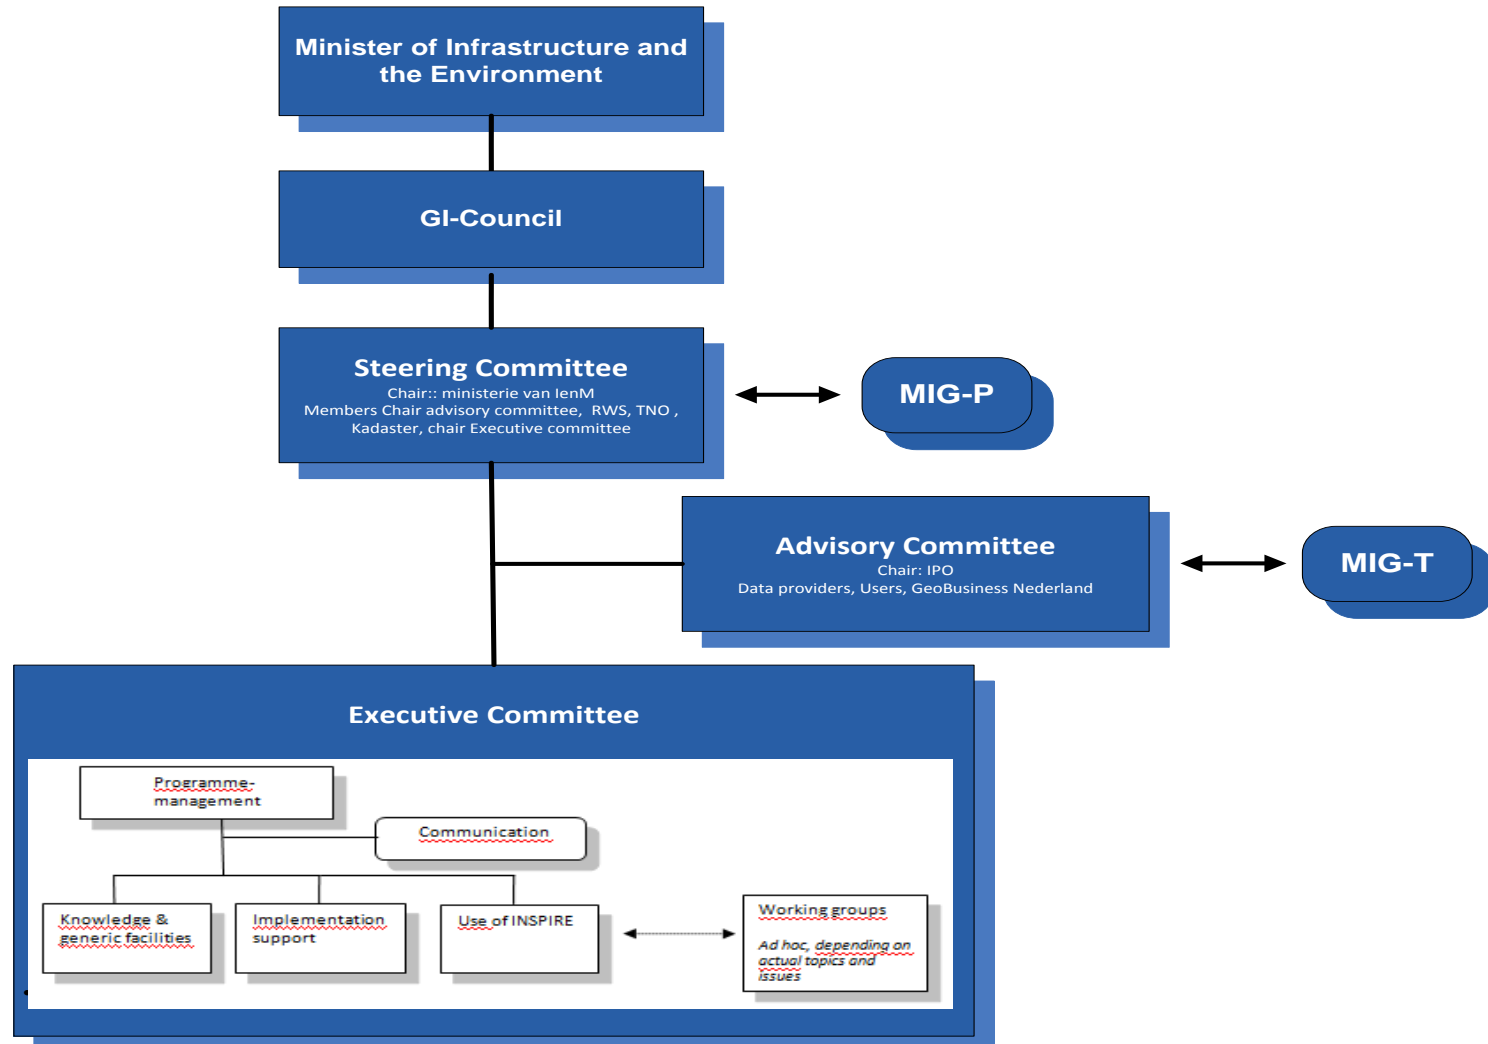 Minister of Infrastructure and
the Environment
GI-Council
Steering Committee
Chair:: ministerie van IenM
Members Chair advisory committee, RWS, TNO ,
Kadaster, chair Executive committee
MIG-P
Advisory Committee
Chair: IPO
Data providers, Users, GeoBusiness Nederland
MIG-T
Executive Committee
Programme-
management
Communication
Knowledge &
generic facilities
Implementation
support
Use of INSPIRE
Working groups
Ad hoc, depending on
actual topics and
issues